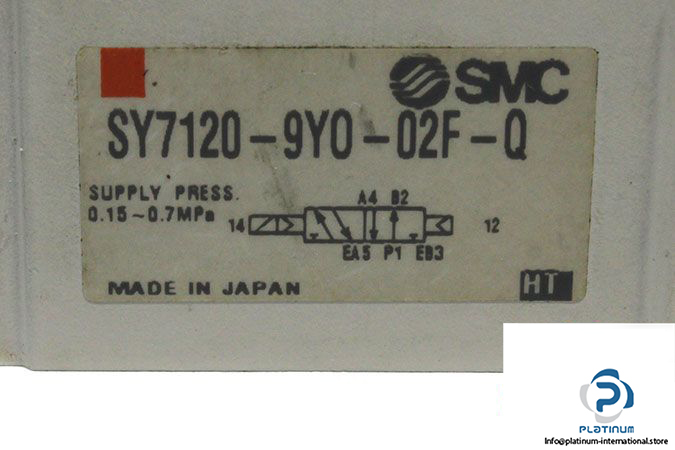 SMC
SY7120-9Y0-02F-Q
SUPPLY PRESS.
0.15~0.7MPa
A4 B2
14
12
EA5 P1 EB3
MADE IN JAPAN
HT
PLATINUM
Info@platinum-international.store